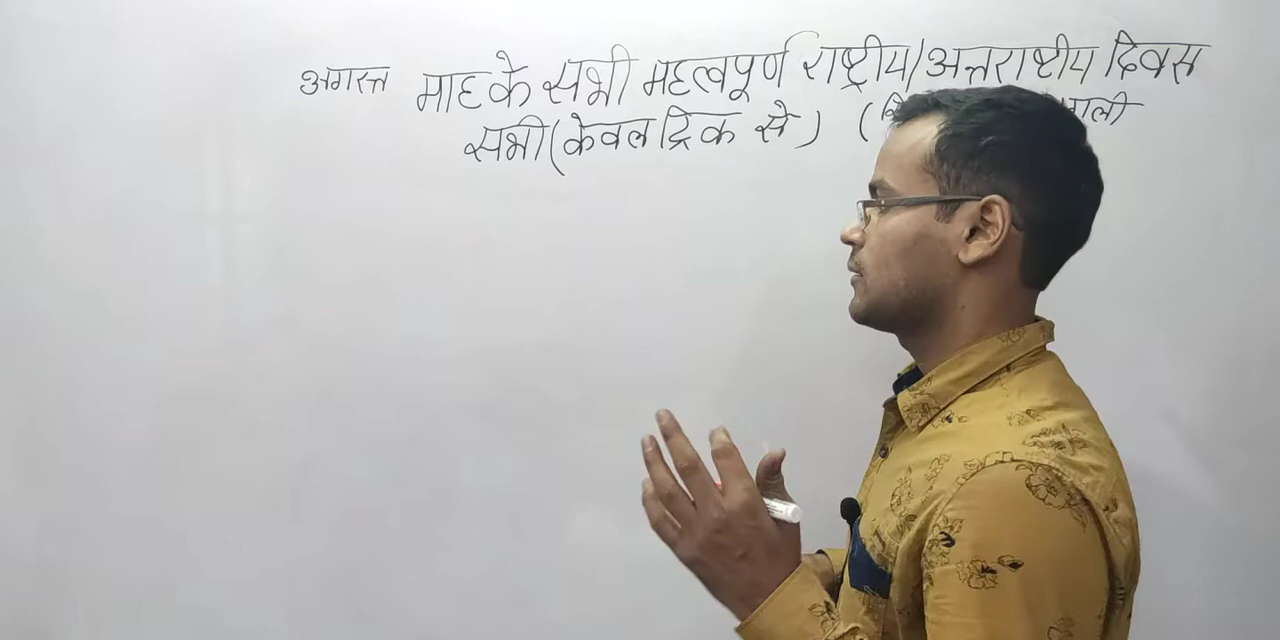 अगस्त माह के सभी महत्वपूर्ण राष्ट्रीय/अन्तराष्टीय दिवस
सभी (केवल ट्रिक से) (